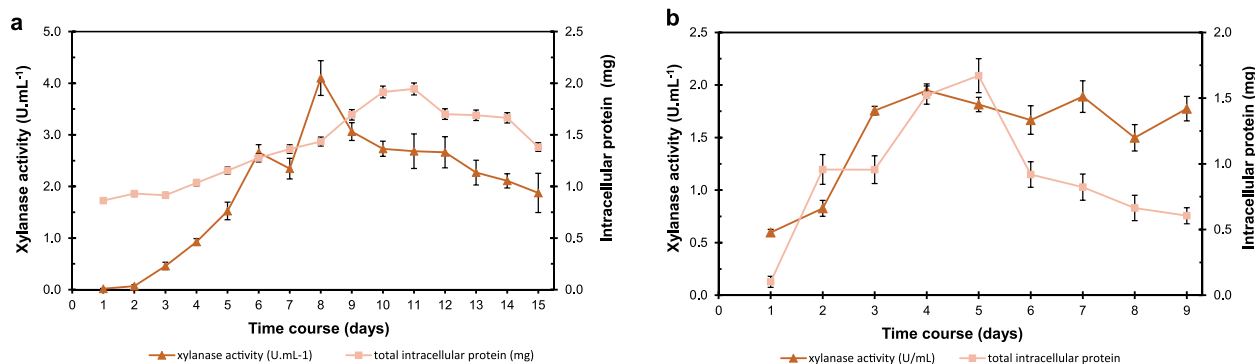 a
Xylanase activity (U.mL-¹)
5.0
4.0
3.0
2.0
1.0
0.0
2.5
2.0
1.5
1.0
0.5
0.0
Intracellular protein (mg)
0 1 2 3 4 5 6 7 8 9 10 11 12 13 14 15
Time course (days)
xylanase activity (U.mL-1) total intracellular protein (mg)
b
Xylanase activity (U.mL-¹)
2.5
2.0
1.5
1.0
0.5
0.0
2.0
1.5
1.0
0.5
0.0
Intracellular protein (mg)
0 1 2 3 4 5 6 7 8 9
Time course (days)
xylanase activity (U/mL) total intracellular protein